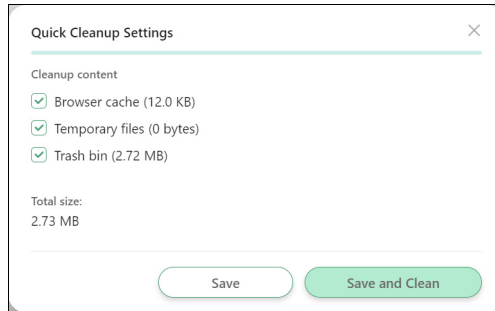 Quick Cleanup Settings
Cleanup content
Browser cache (12.0 KB)
Temporary files (0 bytes)
Trash bin (2.72 MB)
Total size:
2.73 MB
Save
Save and Clean